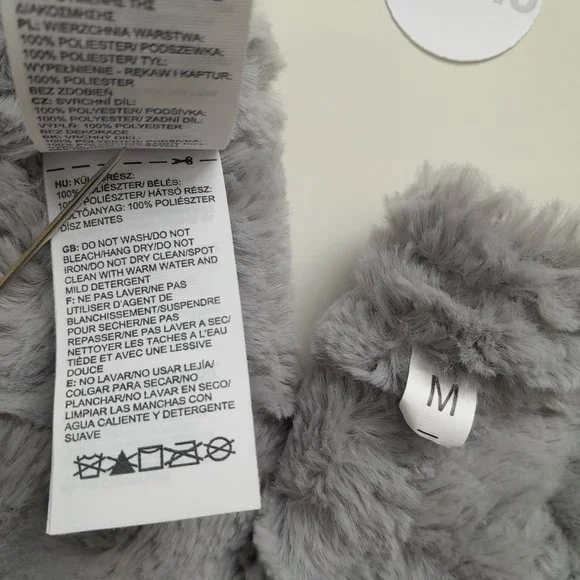 ΔΙΑΚΟΣΜΗΣΗΣ
PL: WIERZCHNIA WARSTWA:
100% POLIESTER/ PODSZEWKA:
100% POLIESTER/ TYŁ:
WYPEŁNIENIE - RĘKAW I KAPTUR:
100% POLIESTER
BEZ ZDOBIEŃ
CZ: SVRCHNÍ DÍL:
100% POLYESTER/ PODŠÍVKA:
100% POLYESTER/ ZADNÍ DÍL:
VÝPLŇ: 100% POLYESTER
BEZ DEKORACE
SK: VRCHNÝ DIEL:
HU:
100% POLIÉSZTER/ BÉLÉS:
POLIÉSZTER/ HÁTSÓ RÉSZ:
100% POLIÉSZTER
DÍSZ MENTES
GB: DO NOT WASH/DO NOT
BLEACH/HANG DRY/DO NOT
IRON/DO NOT DRY CLEAN/SPOT
CLEAN WITH WARM WATER AND
MILD DETERGENT
F: NE PAS LAVER/NE PAS
UTILISER D'AGENT DE
BLANCHISSEMENT/SUSPENDRE
POUR SÉCHER/NE PAS
REPASSER/NE PAS LAVER A SEC/
NETTOYER LES TACHES À L'EAU
TIÈDE ET AVEC UNE LESSIVE
DOUCE
E: NO LAVAR/NO USAR LEJÍA/
COLGAR PARA SECAR/NO
PLANCHAR/NO LAVAR EN SECO/
LIMPIAR LAS MANCHAS CON
AGUA CALIENTE Y DETERGENTE
SUAVE
M